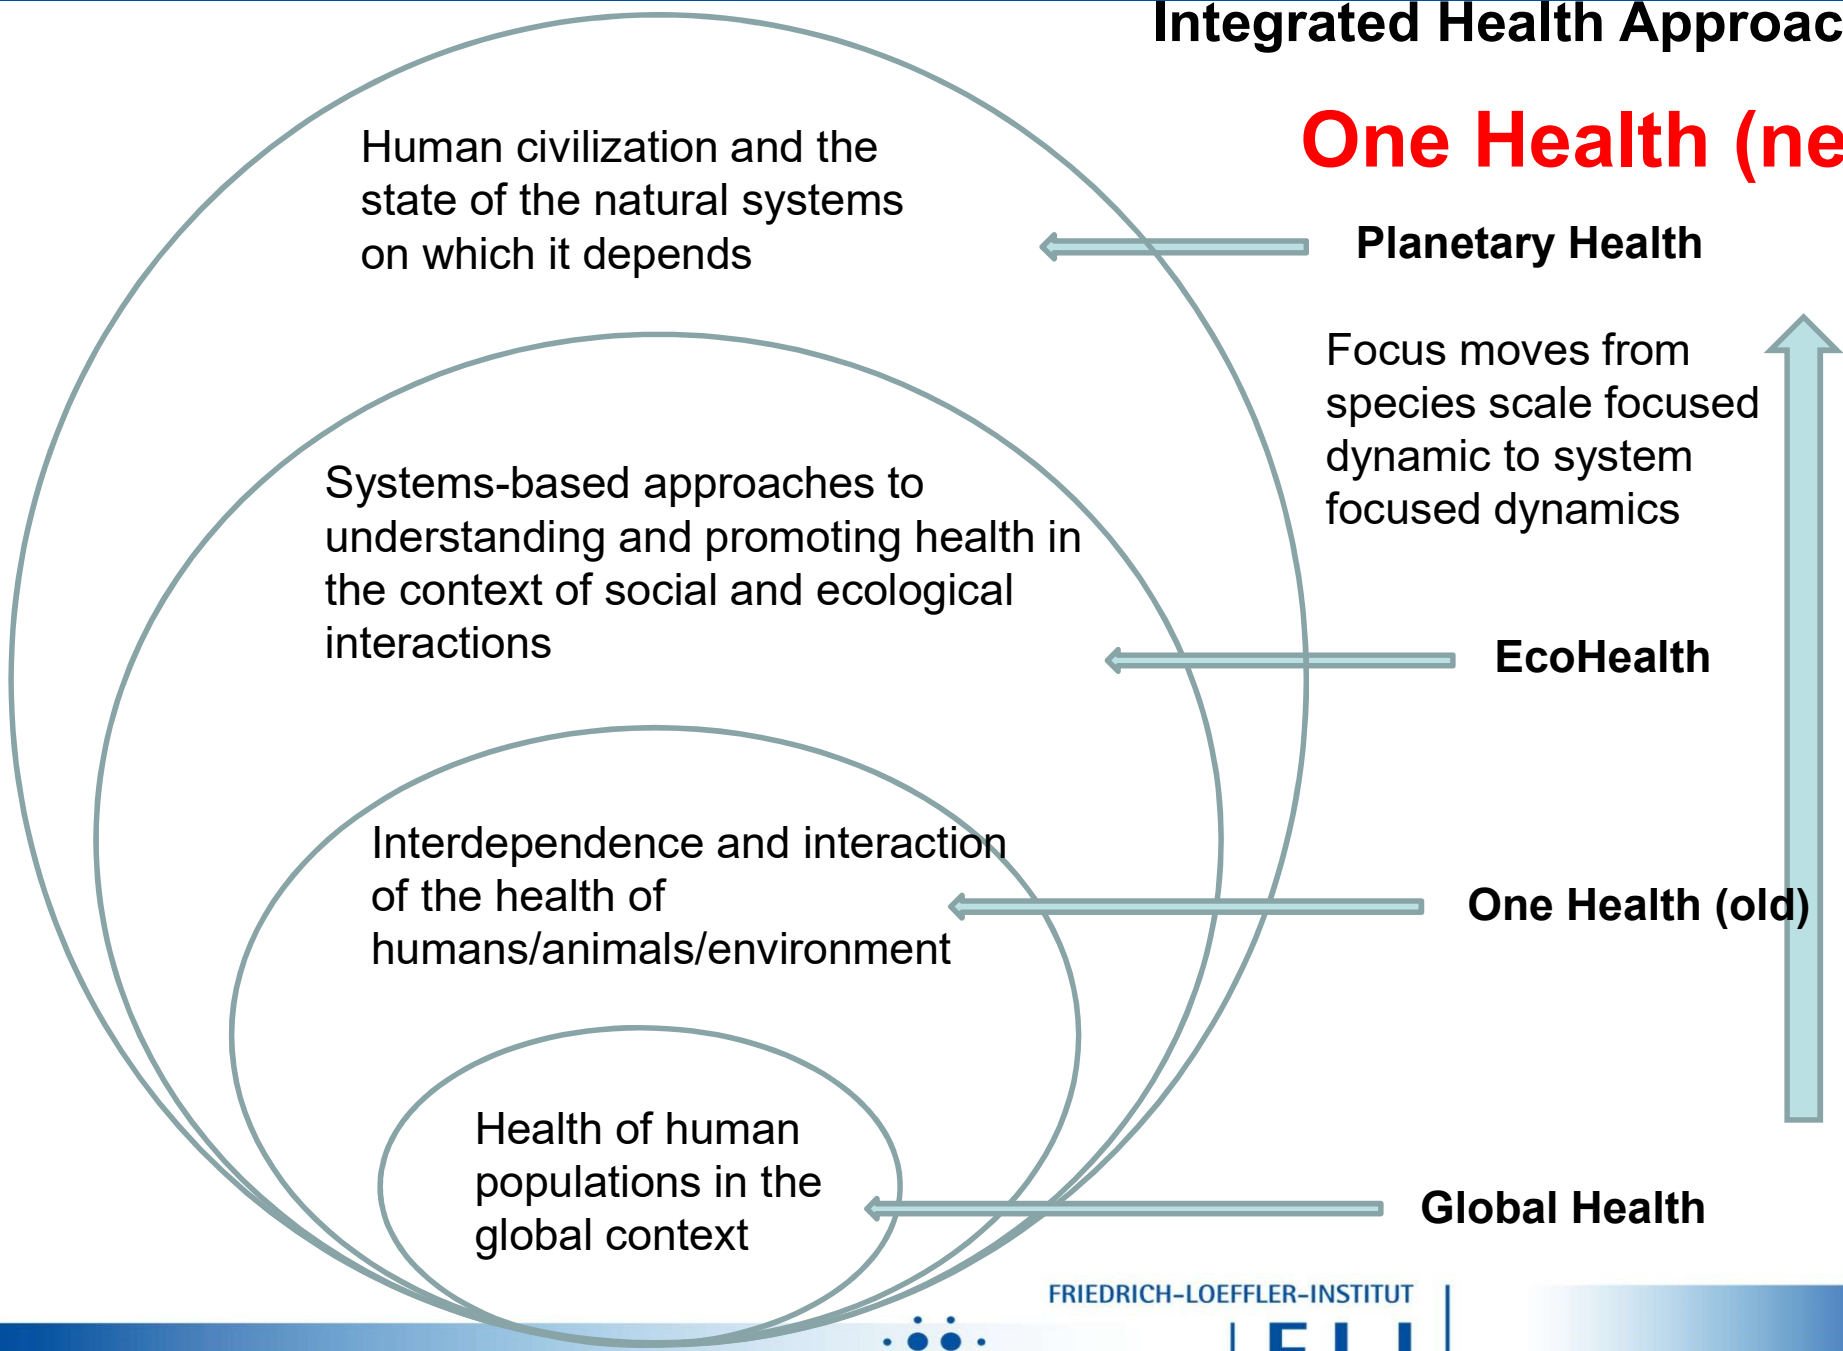 Integrated Health Approac
One Health (ne
Human civilization and the
state of the natural systems
on which it depends
Planetary Health
Focus moves from
species scale focused
dynamic to system
focused dynamics
Systems-based approaches to
understanding and promoting health in
the context of social and ecological
interactions
EcoHealth
Interdependence and interaction
of the health of
humans/animals/environment
One Health (old)
Health of human
populations in the
global context
Global Health
FRIEDRICH-LOEFFLER-INSTITUT
FLI